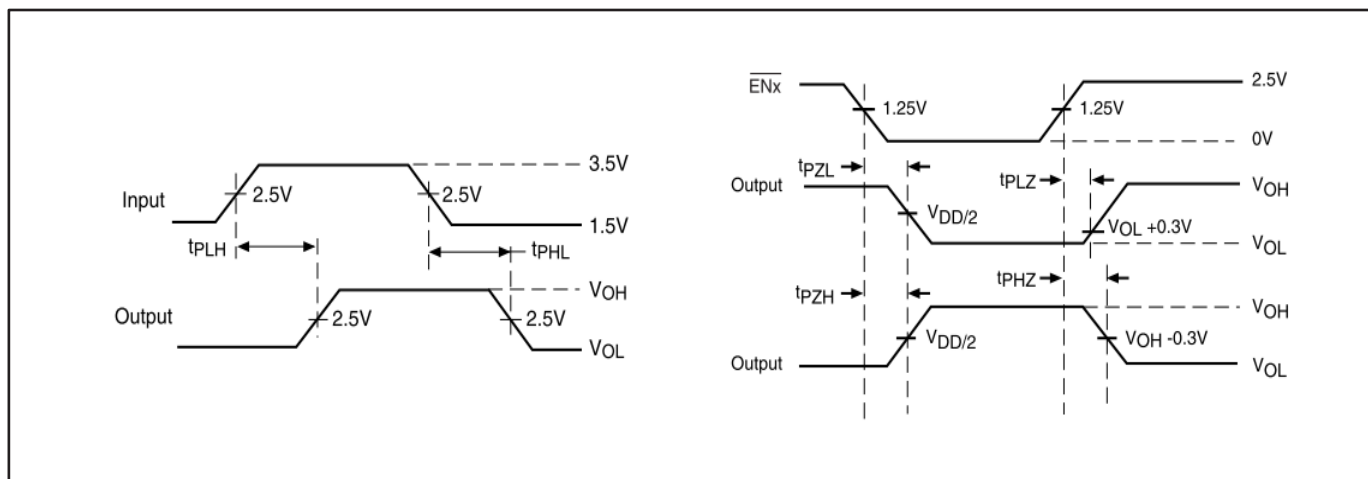 Input
2.5V
2.5V
3.5V
1.5V
tPLH
tPHL
Output
2.5V
2.5V
VOH
VOL
ENx
1.25V
1.25V
2.5V
0V
tPZL
tPLZ
Output
VDD/2
VOL +0.3V
VOH
VOL
tPZH
tPHZ
Output
VDD/2
VOH -0.3V
VOH
VOL